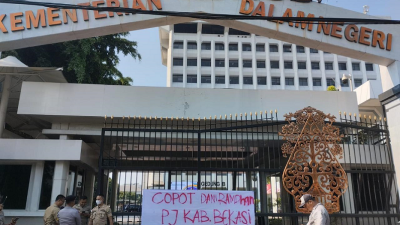 KEMENTERIAN DALAM NEGERI
COPOT DANI RAMDHAN
PJ KAB. BEKASI